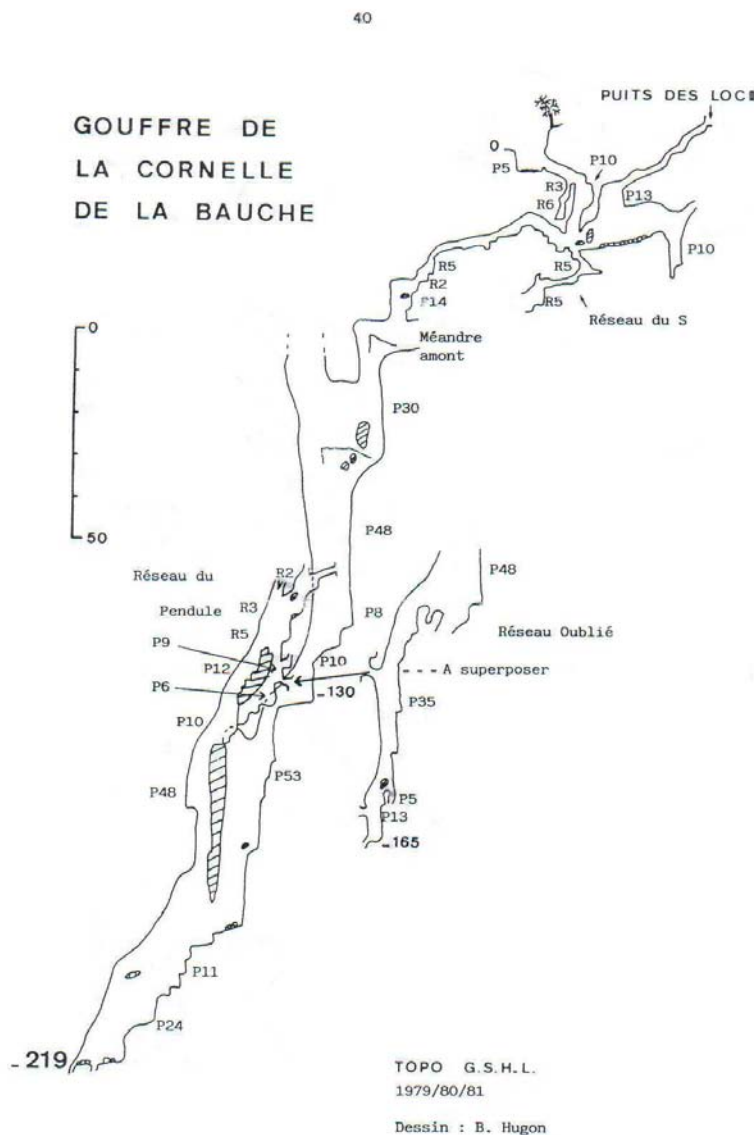 40
PUITS DES LOC
GOUFFRE DE
LA CORNELLE
DE LA BAUCHE
0
P5
P10
R3
P13
R6
P10
R5
R5
R2
R5
P14
Réseau du S
0
Méandre
amont
P30
50
P48
P48
Réseau du
R2
Pendule
R3
P8
Réseau Oublié
R5
P9
P12
P10
A superposer
P6
-130
P35
P10
P53
P48
P5
P13
-165
P11
P24
-219
TOPO G.S.H.L.
1979/80/81
Dessin : B. Hugon